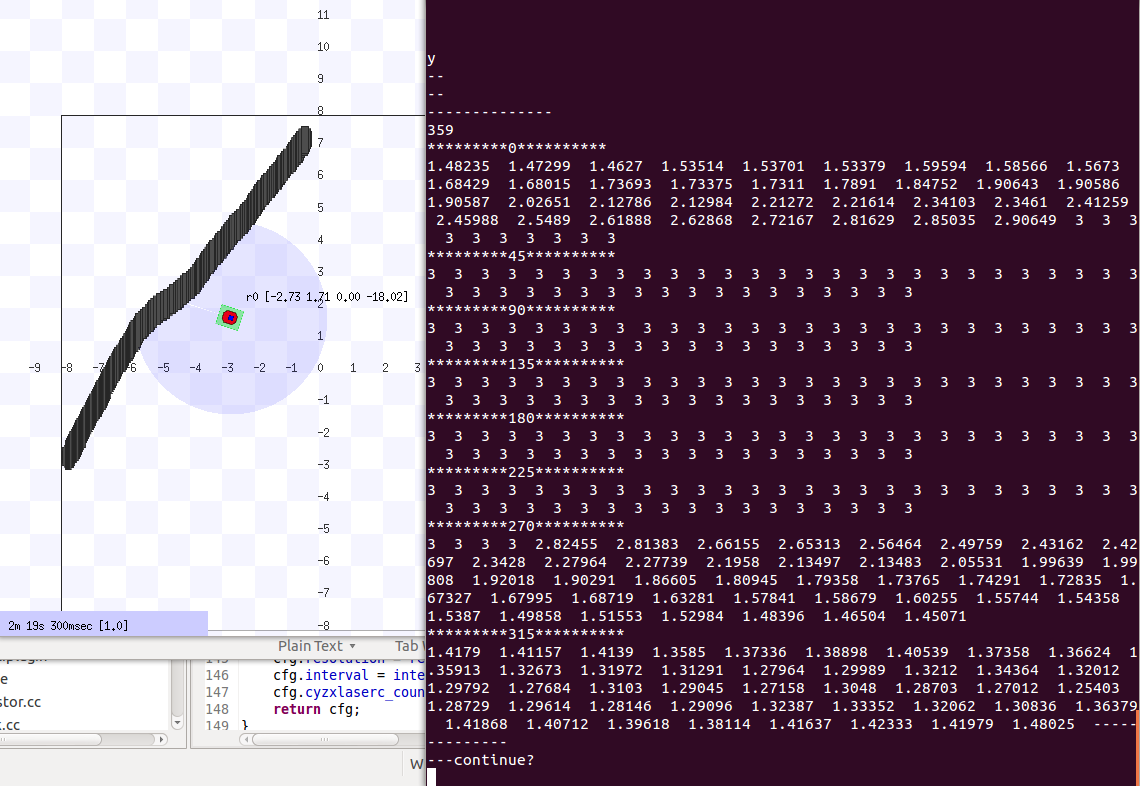 11
10
9
8
7
6
5
4
3
2
1
r0 [-2.73 1.71 0.00 -18.02]
-9 -8 -7 -6 -5 -4 -3 -2 -1 0 1 2 3
-1
-2
-3
-4
-5
-6
-7
-8
2m 19s 300msec [1.0]
Plain Text Tab
stor.cc
.cc
146 cfg.interval = inte
147 cfg.cyzxlaserc_coun
148 return cfg;
149 }
W
y
--
--
--------------
359
*********0**********
1.48235 1.47299 1.4627 1.53514 1.53701 1.53379 1.59594 1.58566 1.5673
1.68429 1.68015 1.73693 1.73375 1.7311 1.7891 1.84752 1.90643 1.90586
1.90587 2.02651 2.12786 2.12984 2.21272 2.21614 2.34103 2.3461 2.41259
2.45988 2.5489 2.61888 2.62868 2.72167 2.81629 2.85035 2.90649 3 3 3
3 3 3 3 3 3 3
*********45**********
3 3 3 3 3 3 3 3 3 3 3 3 3 3 3 3 3 3 3 3 3 3 3 3 3 3 3
3 3 3 3 3 3 3 3 3 3 3 3 3 3 3 3 3 3
*********90**********
3 3 3 3 3 3 3 3 3 3 3 3 3 3 3 3 3 3 3 3 3 3 3 3 3 3 3
3 3 3 3 3 3 3 3 3 3 3 3 3 3 3 3 3 3
*********135**********
3 3 3 3 3 3 3 3 3 3 3 3 3 3 3 3 3 3 3 3 3 3 3 3 3 3 3
3 3 3 3 3 3 3 3 3 3 3 3 3 3 3 3 3 3
*********180**********
3 3 3 3 3 3 3 3 3 3 3 3 3 3 3 3 3 3 3 3 3 3 3 3 3 3 3
3 3 3 3 3 3 3 3 3 3 3 3 3 3 3 3 3 3
*********225**********
3 3 3 3 3 3 3 3 3 3 3 3 3 3 3 3 3 3 3 3 3 3 3 3 3 3 3
3 3 3 3 3 3 3 3 3 3 3 3 3 3 3 3 3 3
*********270**********
3 3 3 3 2.82455 2.81383 2.66155 2.65313 2.56464 2.49759 2.43162 2.42
697 2.3428 2.27964 2.27739 2.1958 2.13497 2.13483 2.05531 1.99639 1.99
808 1.92018 1.90291 1.86605 1.80945 1.79358 1.73765 1.74291 1.72835 1.
67327 1.67995 1.68719 1.63281 1.57841 1.58679 1.60255 1.55744 1.54358
1.5387 1.49858 1.51553 1.52984 1.48396 1.46504 1.45071
*********315**********
1.4179 1.41157 1.4139 1.3585 1.37336 1.38898 1.40539 1.37358 1.36624 1
.35913 1.32673 1.31972 1.31291 1.27964 1.29989 1.3212 1.34364 1.32012
1.29792 1.27684 1.3103 1.29045 1.27158 1.3048 1.28703 1.27012 1.25403
1.28729 1.29614 1.28146 1.29096 1.32387 1.33352 1.32062 1.30836 1.36379
1.41868 1.40712 1.39618 1.38114 1.41637 1.42333 1.41979 1.48025 -----
---------
---continue?